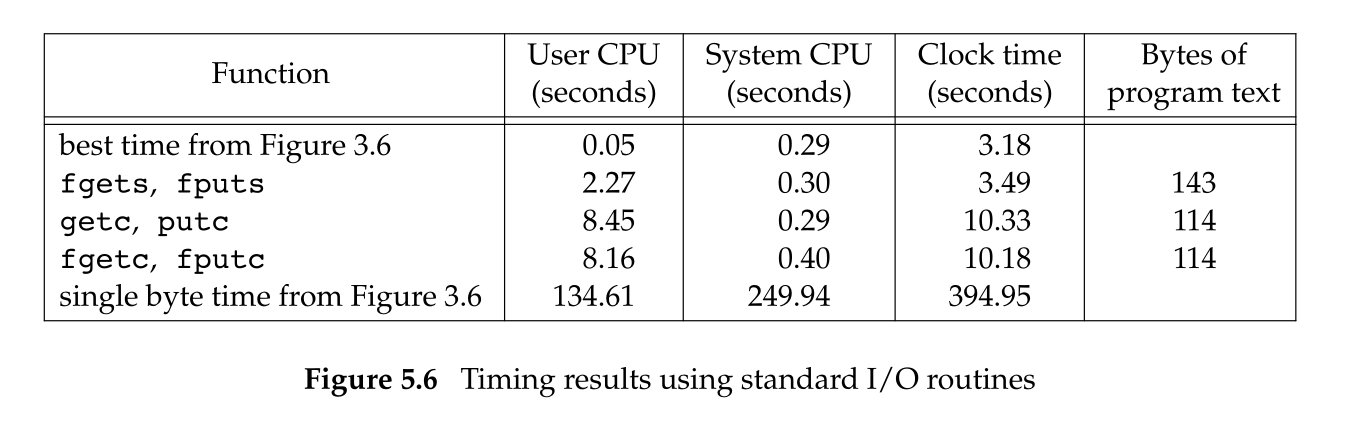 Function User CPU (seconds) System CPU (seconds) Clock time (seconds) Bytes of program text
best time from Figure 3.6 0.05 0.29 3.18
fgets, fputs 2.27 0.30 3.49 143
getc, putc 8.45 0.29 10.33 114
fgetc, fputc 8.16 0.40 10.18 114
single byte time from Figure 3.6 134.61 249.94 394.95
Figure 5.6 Timing results using standard I/O routines